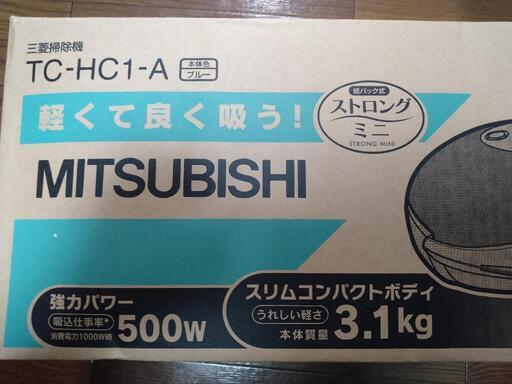 三菱掃除機
TC-HC1-A 本体色 ブルー
紙パック式
ストロング
ミニ
STRONG MINI
軽くて良く吸う!
MITSUBISHI
強力パワー
吸込仕事率* 500W
消費電力1000W時
スリムコンパクトボディ
うれしい軽さ
本体質量 3.1kg